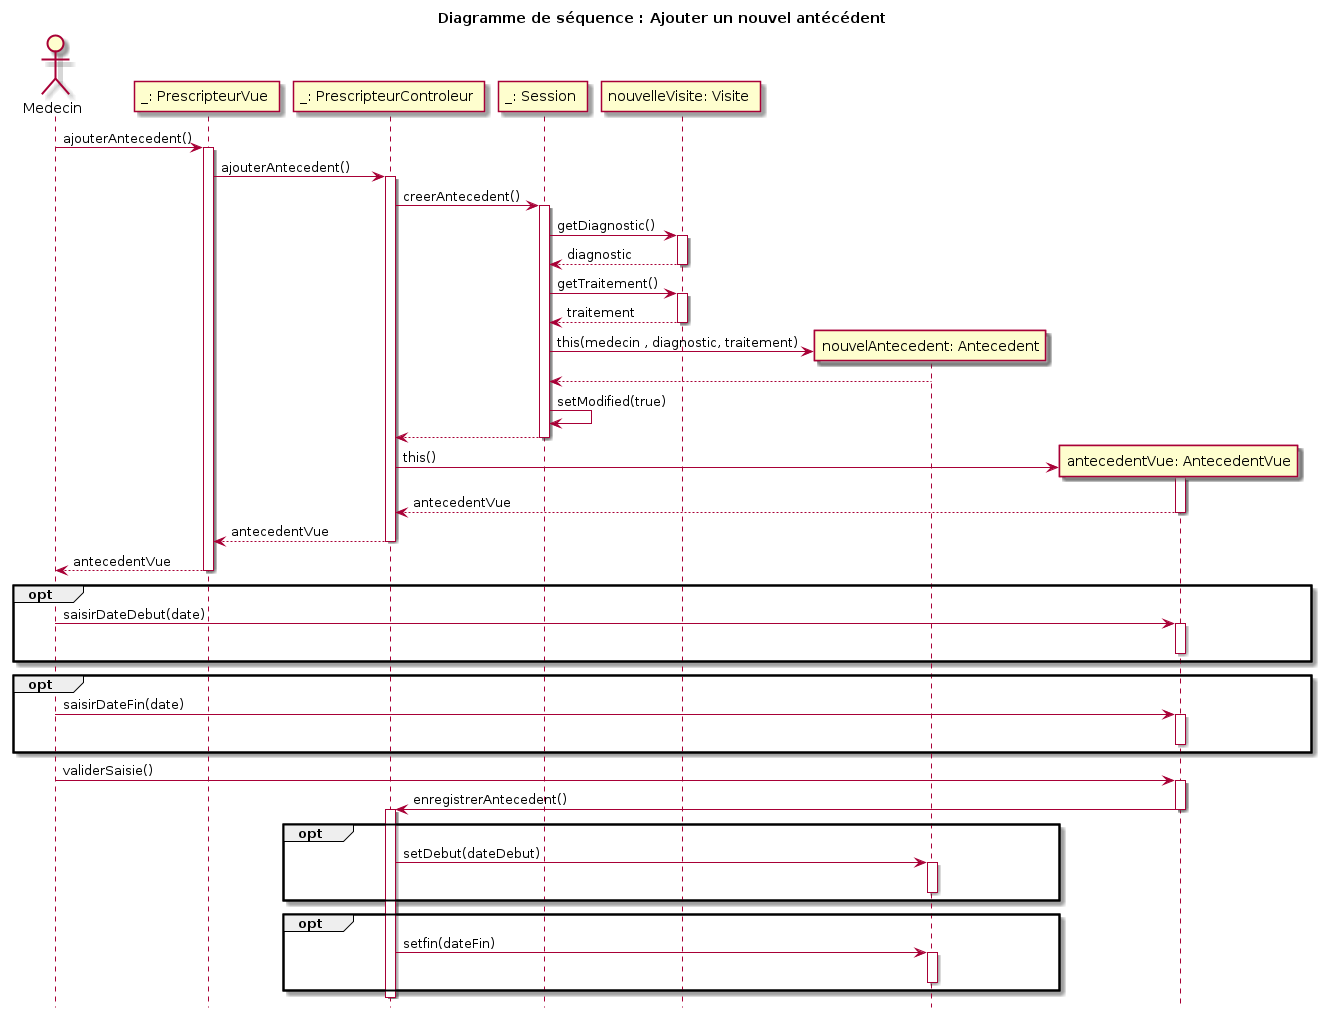 Diagramme de séquence : Ajouter un nouvel antécédent
Medecin
_: PrescripteurVue
_: PrescripteurControleur
_: Session
nouvelleVisite: Visite
ajouterAntecedent()
ajouterAntecedent()
creerAntecedent()
getDiagnostic()
diagnostic
getTraitement()
traitement
this(medecin , diagnostic, traitement)
nouvelAntecedent: Antecedent
setModified(true)
this()
antecedentVue: AntecedentVue
antecedentVue
antecedentVue
antecedentVue
opt
saisirDateDebut(date)
opt
saisirDateFin(date)
validerSaisie()
enregistrerAntecedent()
opt
setDebut(dateDebut)
opt
setfin(dateFin)